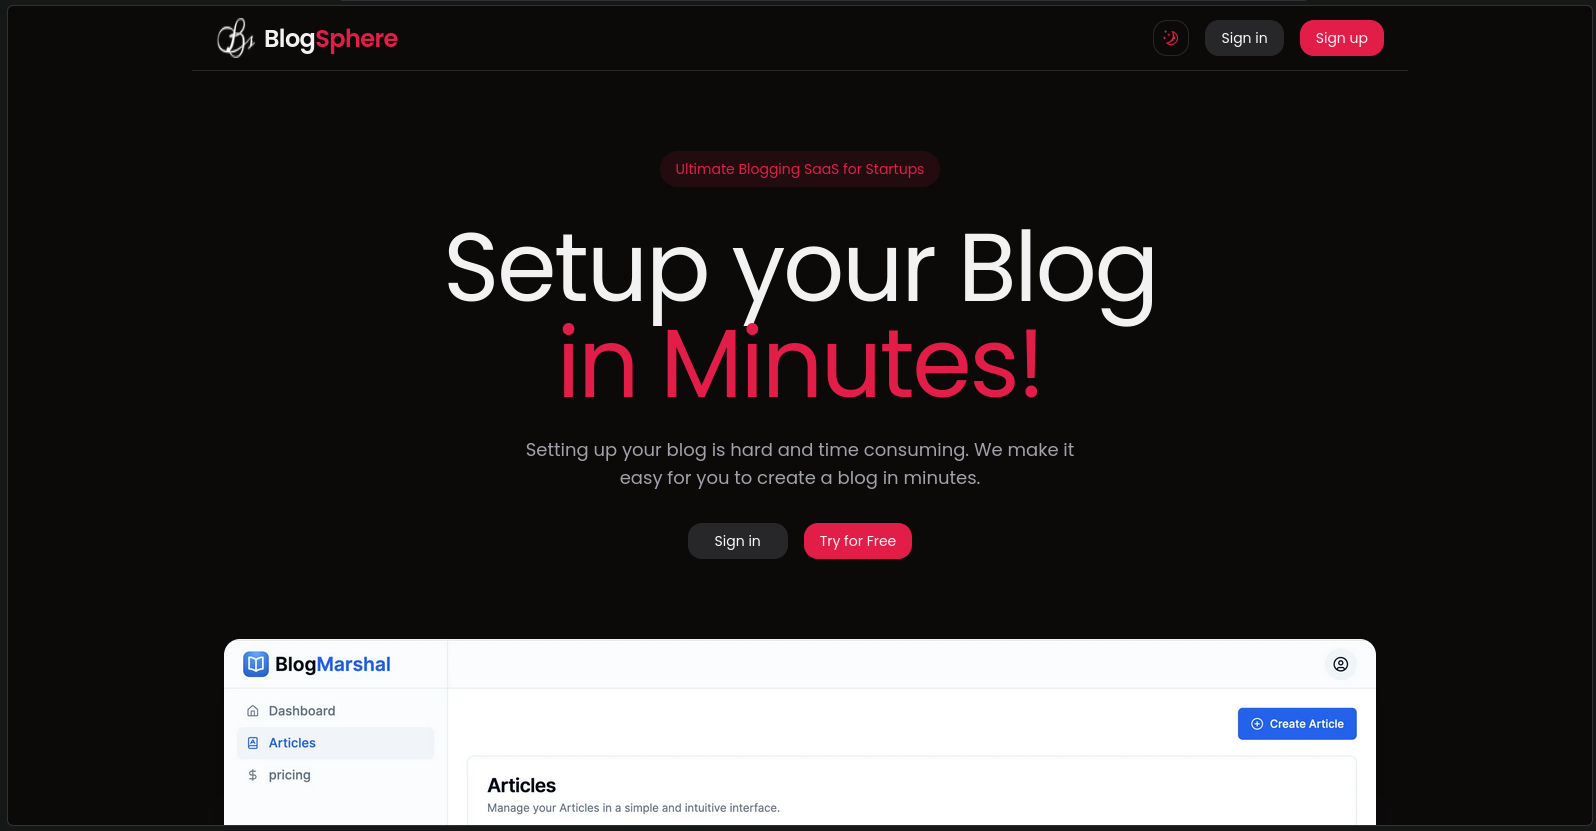 BlogSphere
Sign in
Sign up
Ultimate Blogging SaaS for Startups
Setup your Blog
in Minutes!
Setting up your blog is hard and time consuming. We make it
easy for you to create a blog in minutes.
Sign in
Try for Free
BlogMarshal
Dashboard
Articles
pricing
Create Article
Articles
Manage your Articles in a simple and intuitive interface.